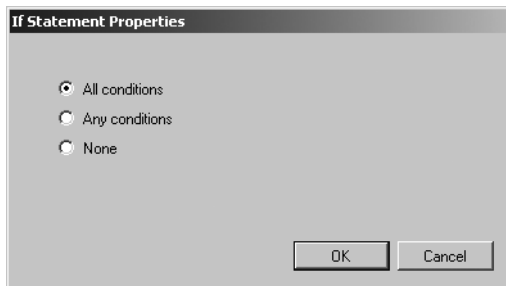 If Statement Properties
All conditions
Any conditions
None
OK Cancel